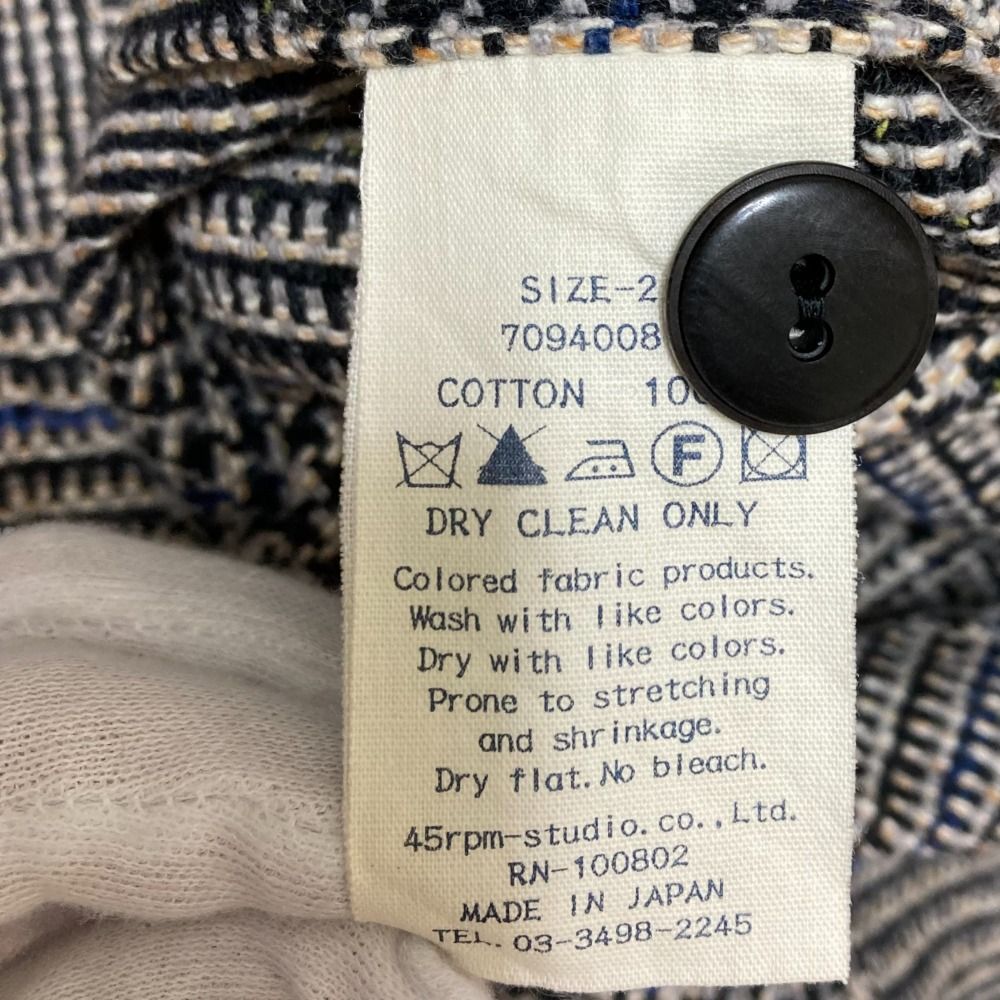 SIZE-2
7094008
COTTON
F
DRY CLEAN ONLY
Colored fabric products.
Wash with like colors.
Dry with like colors.
Prone to stretching
and shrinkage.
Dry flat. No bleach.
45rpm-studio.co.,Ltd.
RN-100802
MADE IN JAPAN
TEL. 03-3498-2245